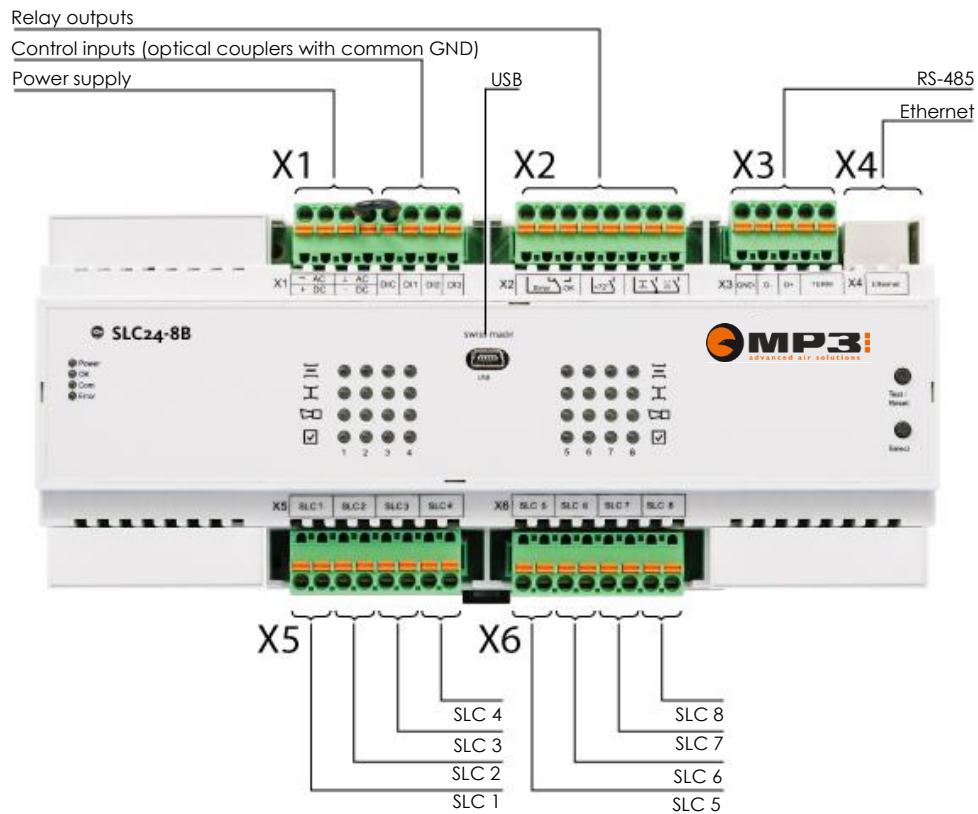 Relay outputs
Control inputs (optical couplers with common GND)
Power supply
USB
RS-485
Ethernet
X1
X2
X3
X4
X1 AC AC DIC DI1 DI2 DI3
+ DC - DC
X2 Error OK <72°
X3 GND D- D+ TERM
X4 Ethernet
SLC24-8B
swiss made
USB
MP3
advanced air solutions
Power
OK
Com
Error
Test /
Reset
Select
1 2 3 4
5 6 7 8
X5 SLC 1 SLC 2 SLC 3 SLC 4
X6 SLC 5 SLC 6 SLC 7 SLC 8
X5
X6
SLC 4
SLC 3
SLC 2
SLC 1
SLC 8
SLC 7
SLC 6
SLC 5